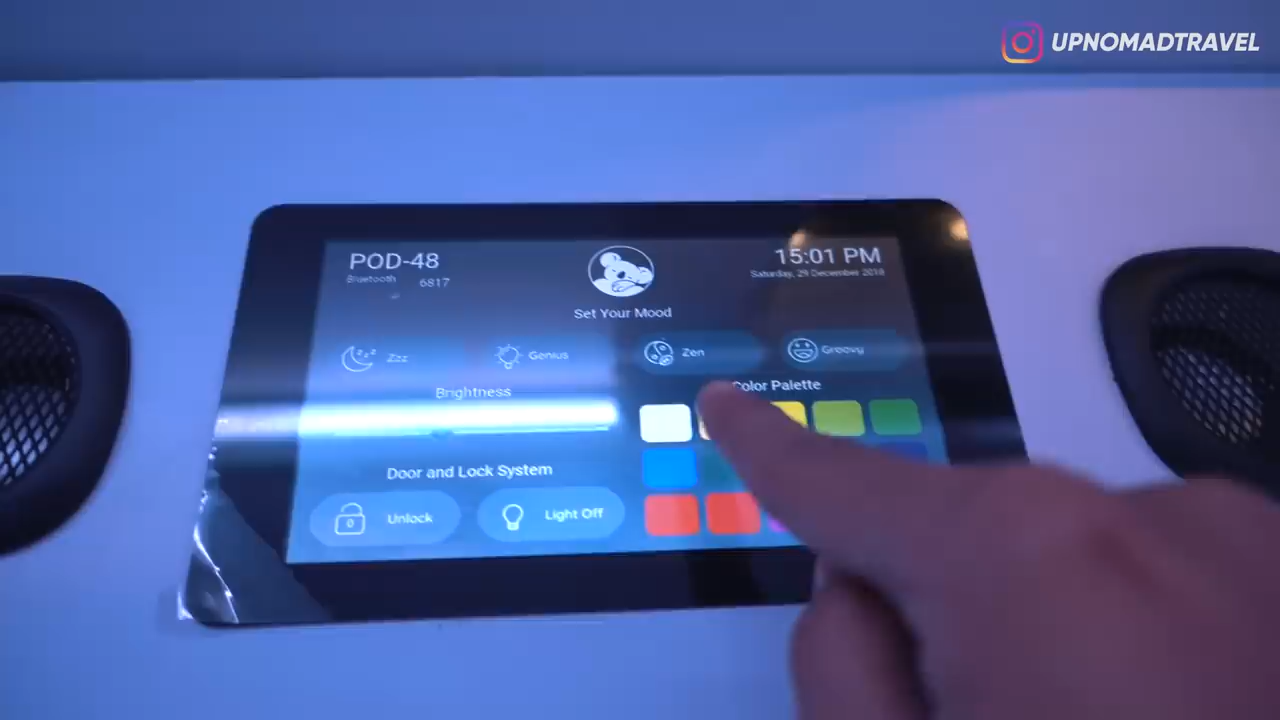 UPNOMADTRAVEL
POD-48
15:01 PM
Bluetooth 6817
Saturday, 29 December 2018
Set Your Mood
Zzz
Genius
Zen
Groovy
Brightness
Color Palette
Door and Lock System
Unlock
Light Off